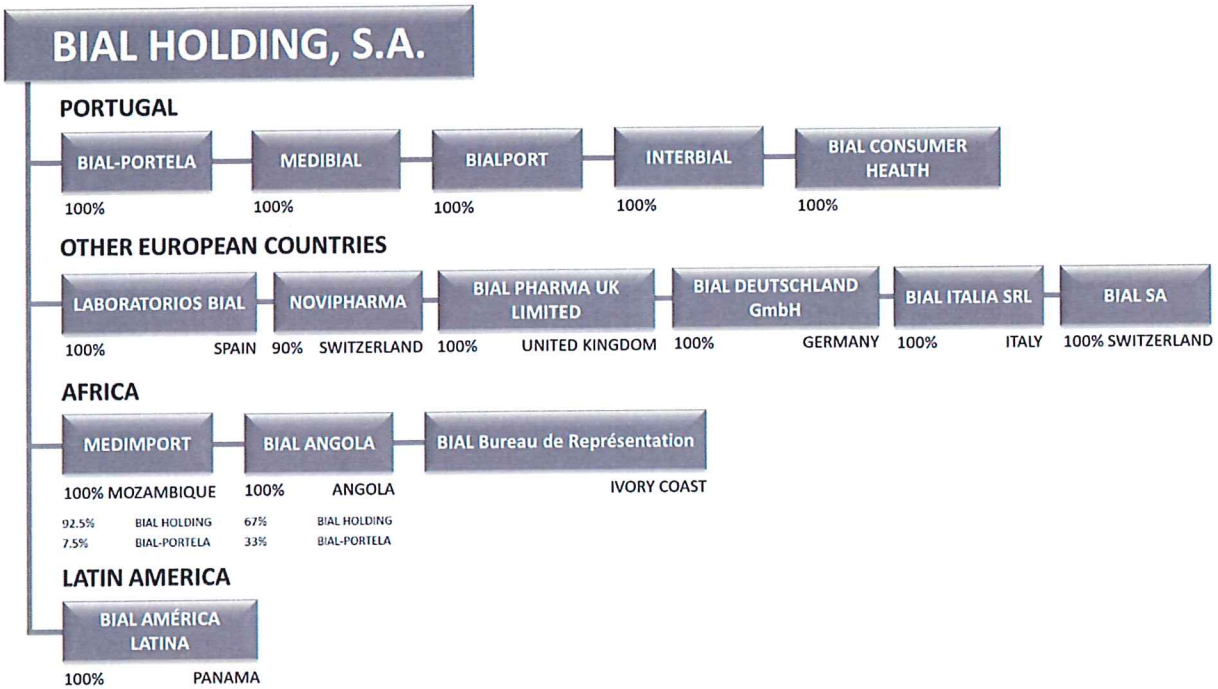 BIAL HOLDING, S.A.
PORTUGAL
BIAL-PORTELA
MEDIBIAL
BIALPORT
INTERBIAL
BIAL CONSUMER
HEALTH
100%
100%
100%
100%
100%
OTHER EUROPEAN COUNTRIES
LABORATORIOS BIAL
NOVIPHARMA
BIAL PHARMA UK
LIMITED
BIAL DEUTSCHLAND
GmbH
BIAL ITALIA SRL
BIAL SA
100% SPAIN
90% SWITZERLAND
100% UNITED KINGDOM
100% GERMANY
100% ITALY
100% SWITZERLAND
AFRICA
MEDIMPORT
BIAL ANGOLA
BIAL Bureau de Représentation
100% MOZAMBIQUE
100% ANGOLA
IVORY COAST
92.5% BIAL HOLDING
67% BIAL HOLDING
7.5% BIAL-PORTELA
33% BIAL-PORTELA
LATIN AMERICA
BIAL AMÉRICA
LATINA
100% PANAMA